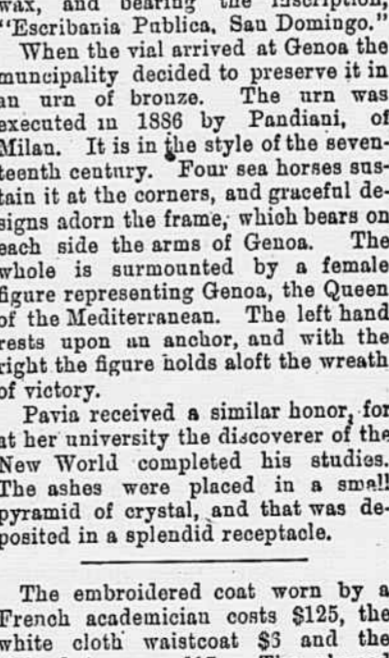 wax, and bearing the inscription,
"Escribania Publica, San Domingo."
When the vial arrived at Genoa the
muncipality decided to preserve it in
an urn of bronze. The urn was
executed in 1886 by Pandiani, of
Milan. It is in the style of the seven-
teenth century. Four sea horses sus-
tain it at the corners, and graceful de-
signs adorn the frame, which bears on
each side the arms of Genoa. The
whole is surmounted by a female
figure representing Genoa, the Queen
of the Mediterranean. The left hand
rests upon an anchor, and with the
right the figure holds aloft the wreath
of victory.
Pavia received a similar honor, for
at her university the discoverer of the
New World completed his studies.
The ashes were placed in a small
pyramid of crystal, and that was de-
posited in a splendid receptacle.
The embroidered coat worn by a
French academician costs $125, the
white cloth waistcoat $6 and the